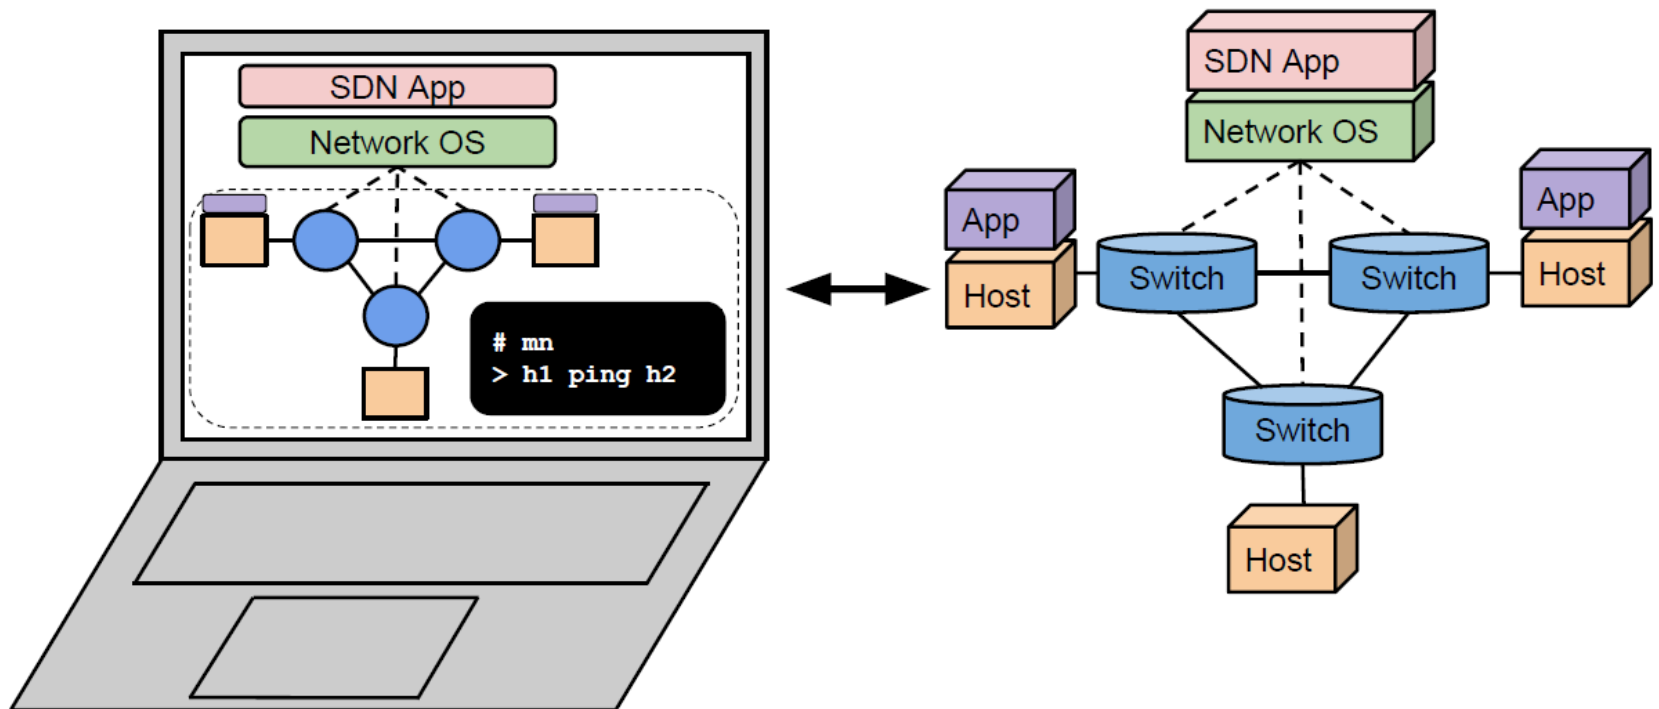 SDN App
Network OS
# mn
> h1 ping h2
SDN App
Network OS
App
Host
Switch
Switch
App
Host
Switch
Host